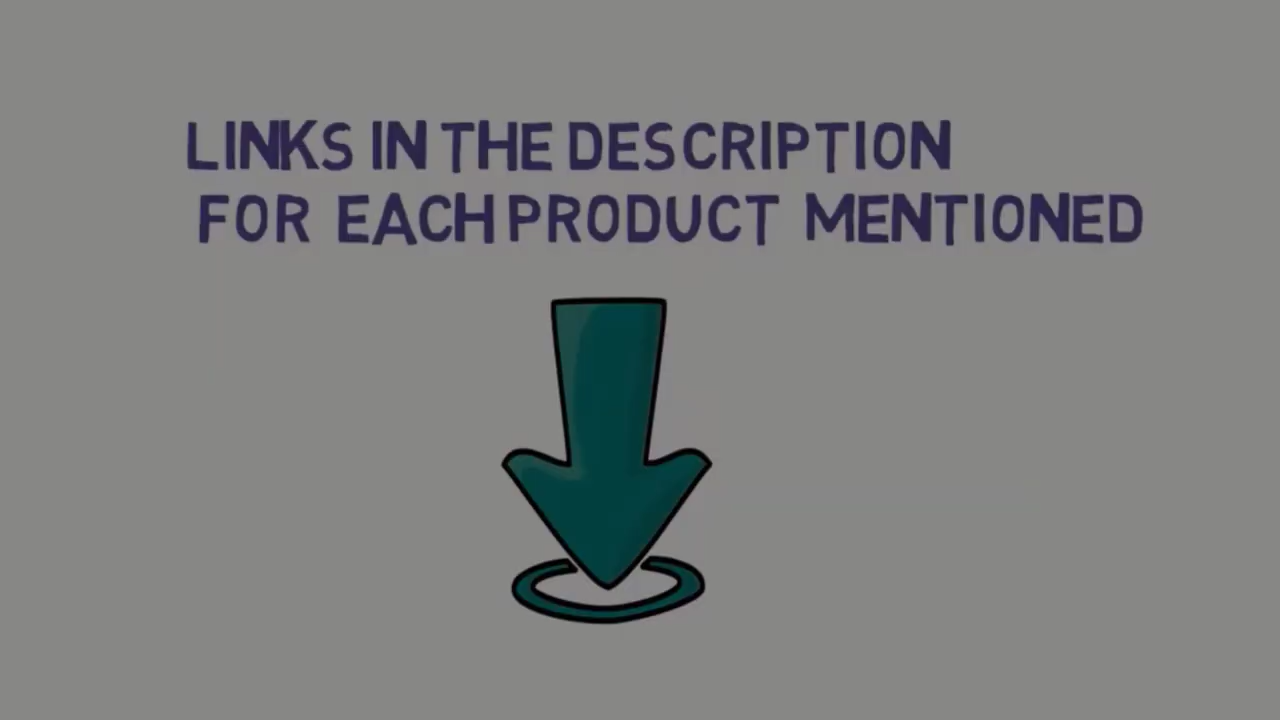 LINKS IN THE DESCRIPTION
FOR EACH PRODUCT MENTIONED